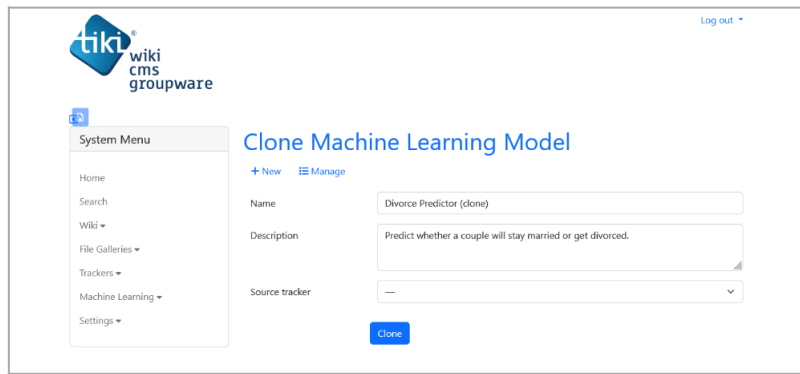 Log out
tiki®
wiki
cms
groupware
System Menu
Home
Search
Wiki
File Galleries
Trackers
Machine Learning
Settings
Clone Machine Learning Model
+ New
Manage
Name
Divorce Predictor (clone)
Description
Predict whether a couple will stay married or get divorced.
Source tracker
—
Clone